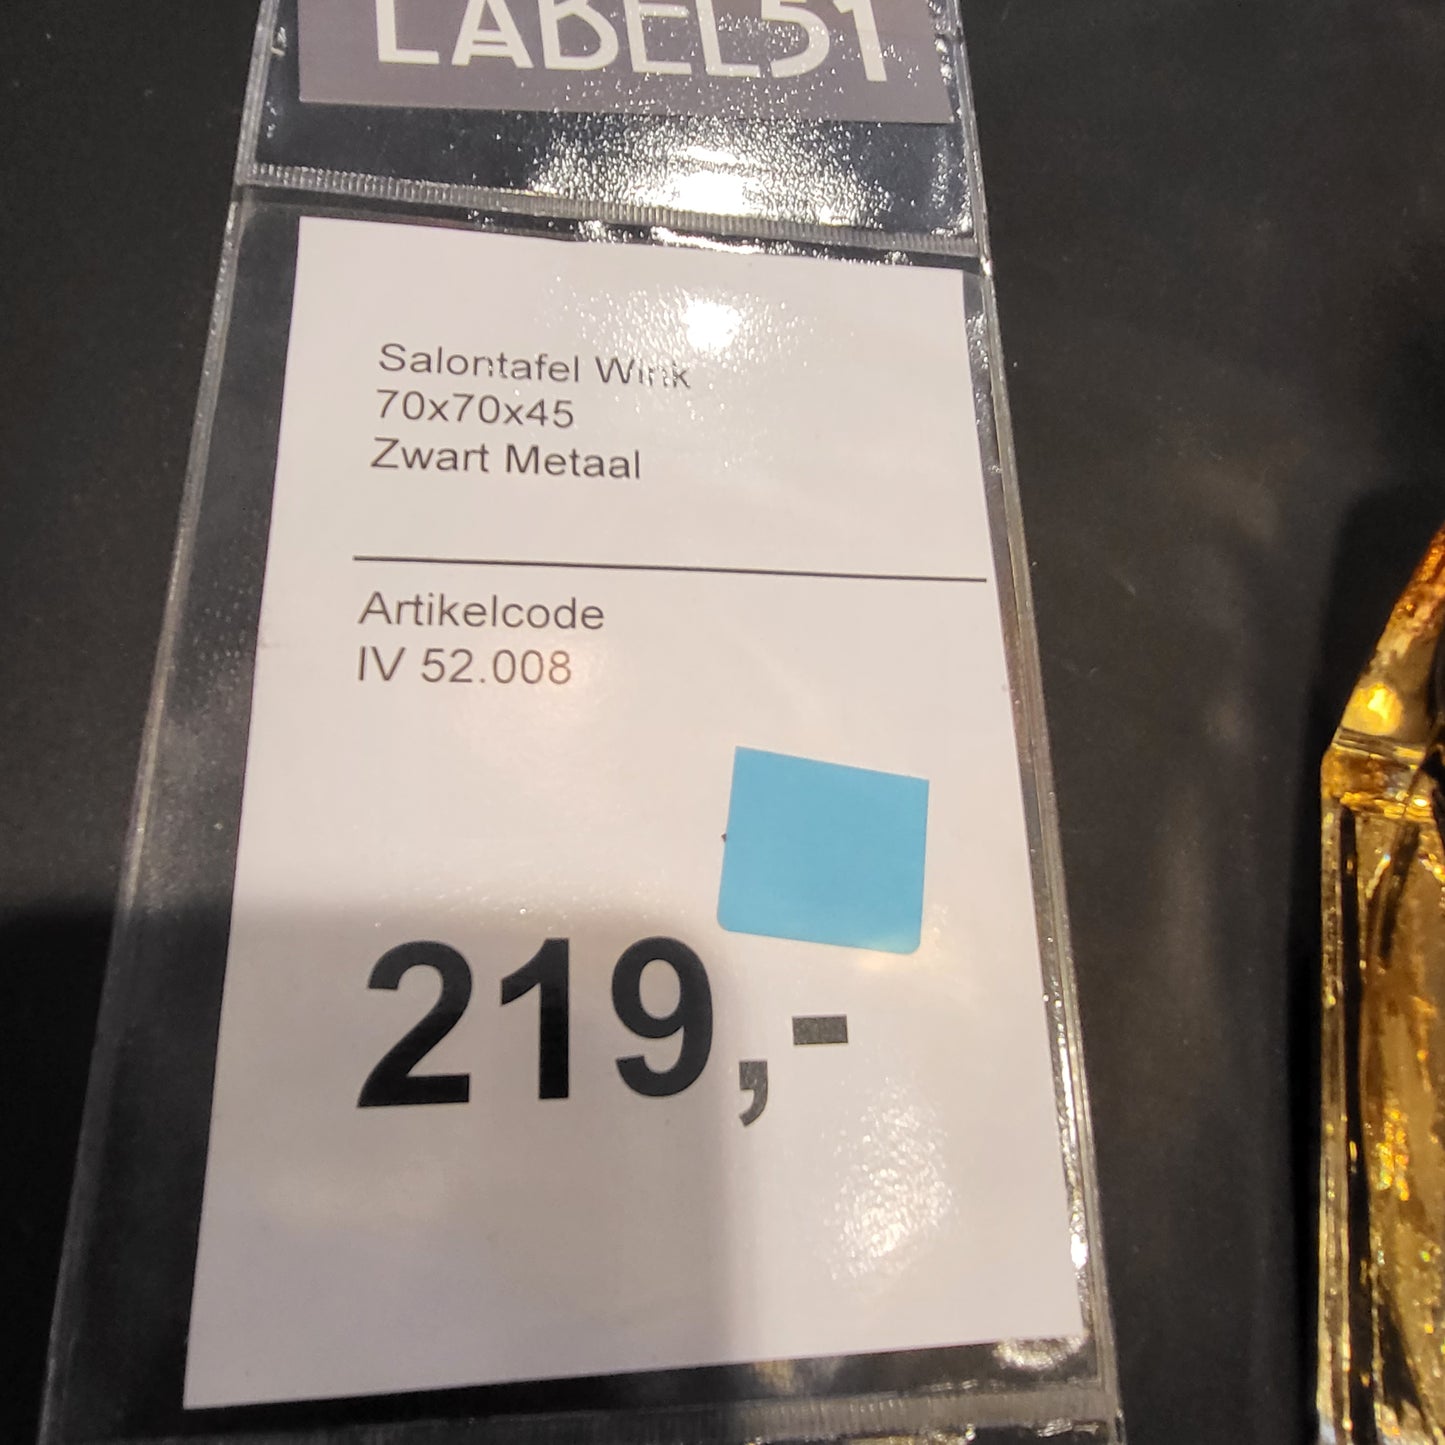 LABEL51
Salontafel Wink
70x70x45
Zwart Metaal
Artikelcode
IV 52.008
219,-